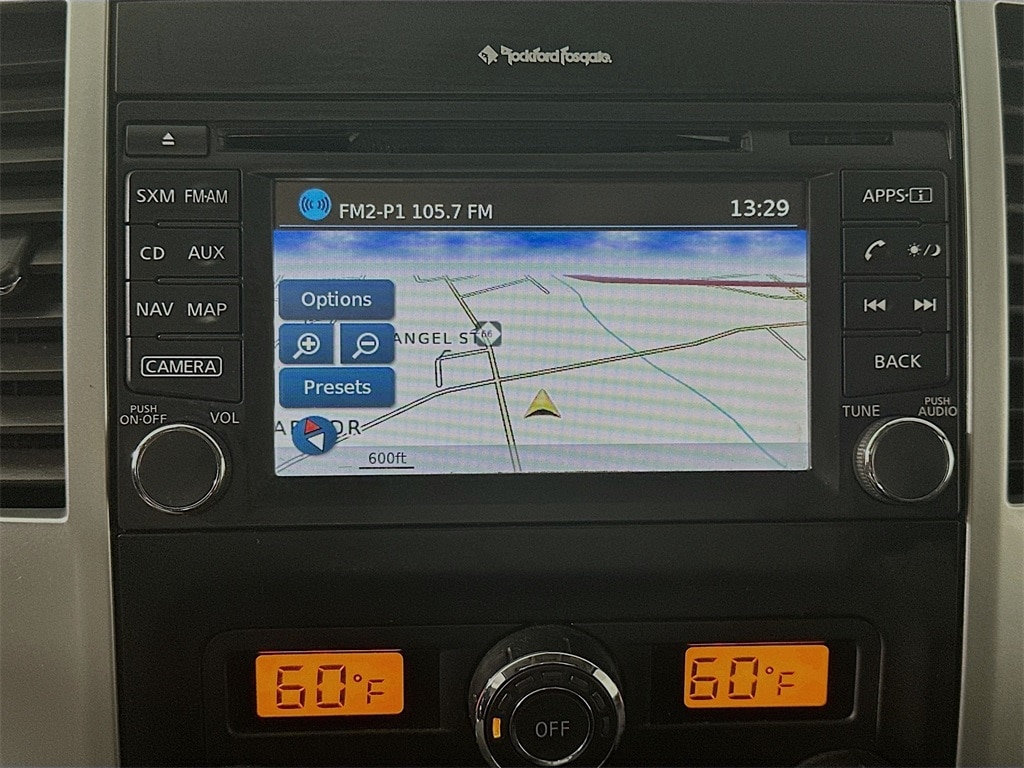 Rockford Fosgate
SXM FM·AM
CD AUX
NAV MAP
CAMERA
PUSH
ON·OFF
VOL
FM2-P1 105.7 FM
13:29
Options
ANGEL ST
66
Presets
600ft
APPS·i
BACK
TUNE
PUSH
AUDIO
60°F
OFF
60°F